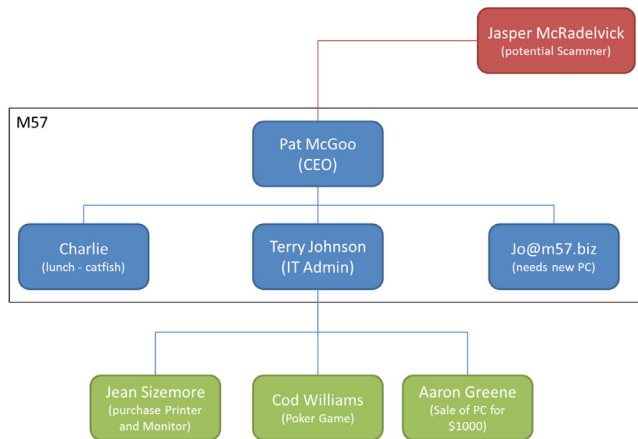 Jasper McRadelvick
(potential Scammer)
M57
Pat McGoo
(CEO)
Charlie
(lunch - catfish)
Terry Johnson
(IT Admin)
Jo@m57.biz
(needs new PC)
Jean Sizemore
(purchase Printer
and Monitor)
Cod Williams
(Poker Game)
Aaron Greene
(Sale of PC for
$1000)